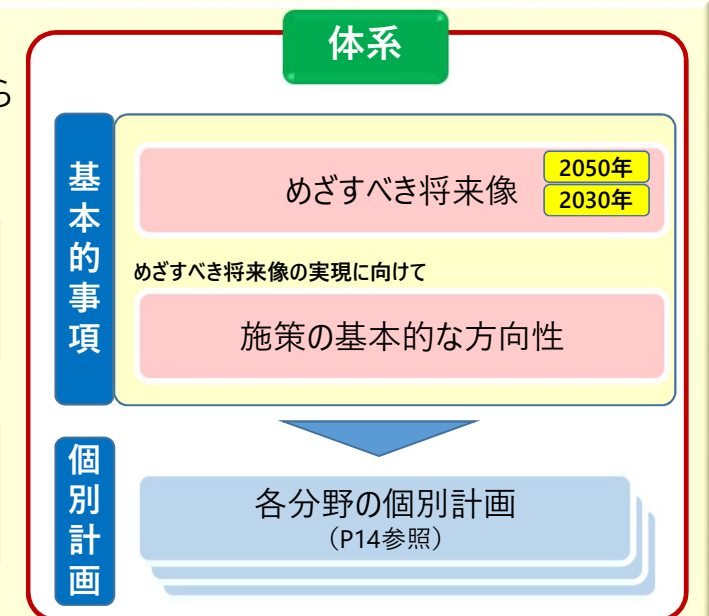 体系
ら
基本的事項
めざすべき将来像
2050年
2030年
めざすべき将来像の実現に向けて
施策の基本的な方向性
個別計画
各分野の個別計画
（P14参照）